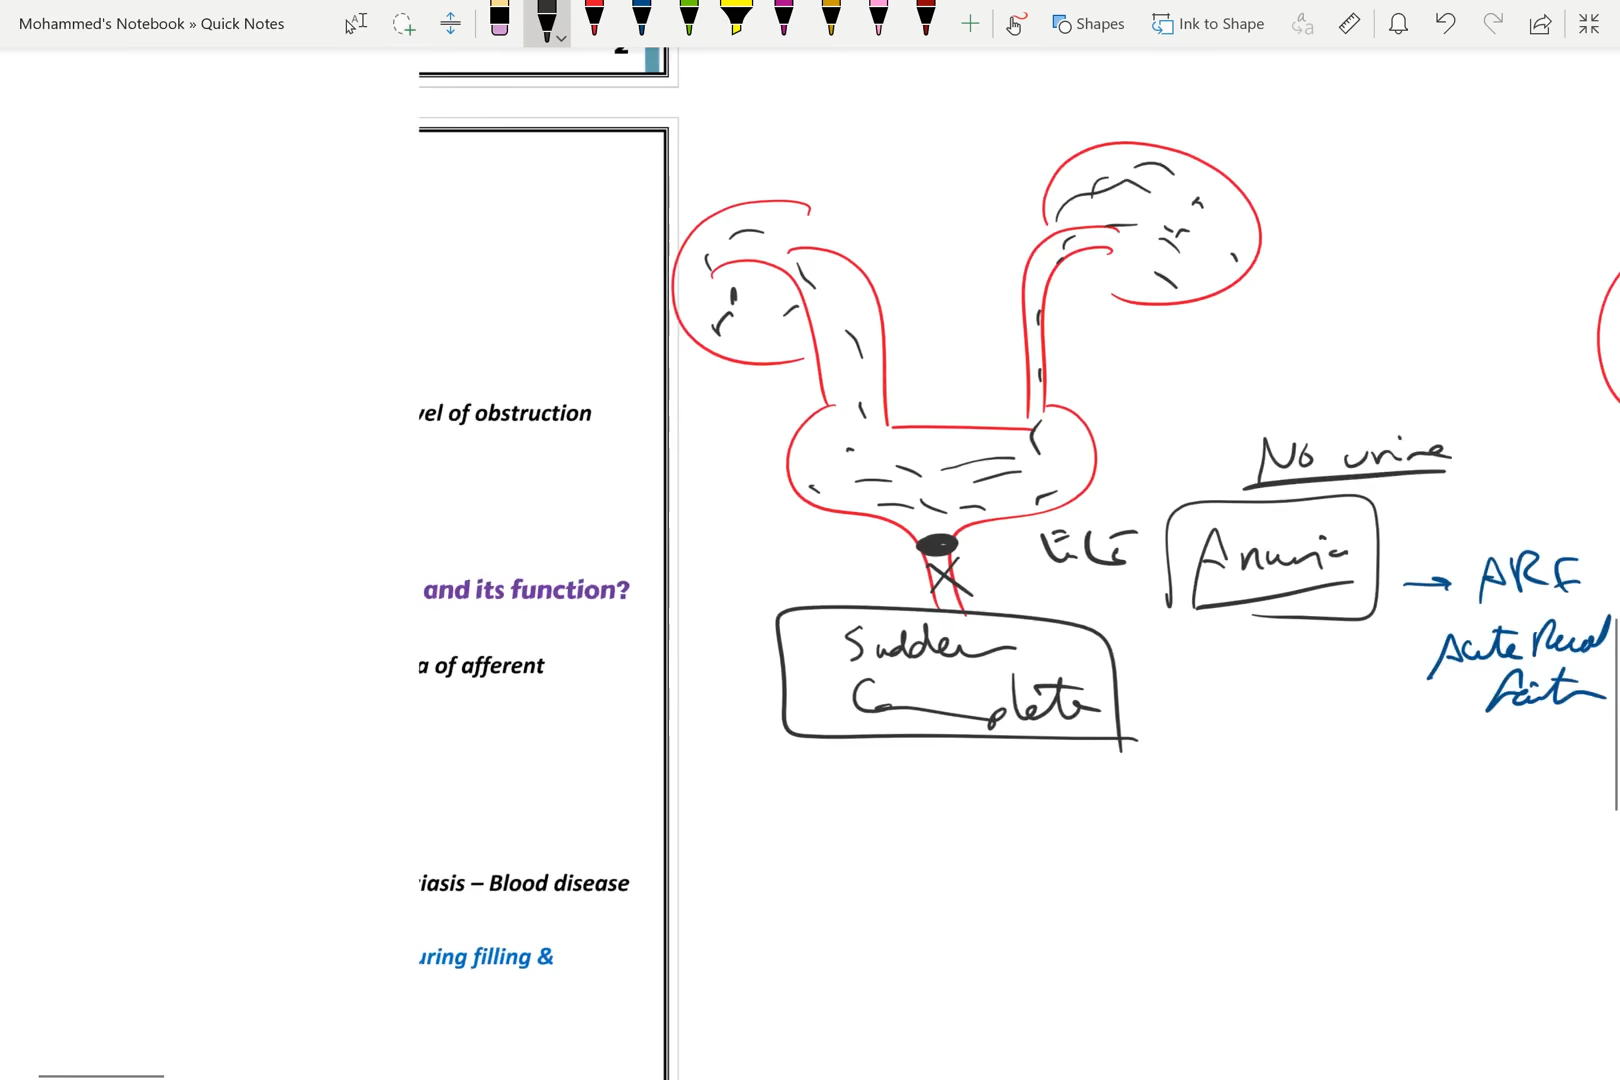 Mohammed's Notebook » Quick Notes
Shapes
Ink to Shape
2
vel of obstruction
and its function?
a of afferent
iasis – Blood disease
uring filling &
No urine
Anuria
→ ARF
Acute Renal
Sudden
Complete